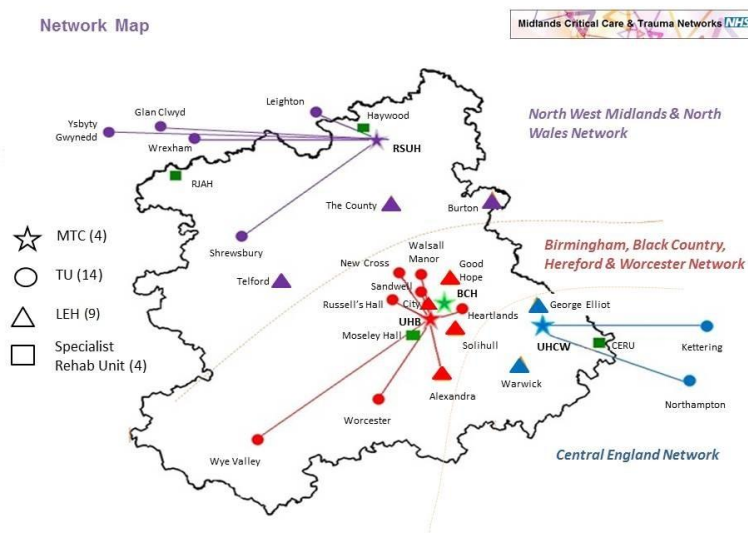 Network Map
Midlands Critical Care & Trauma Networks NHS
Leighton
Haywood
Glan Clwyd
Ysbyty
Gwynedd
Wrexham
RSUH
North West Midlands & North
Wales Network
RJAH
The County
Burton
MTC (4)
TU (14)
LEH (9)
Specialist
Rehab Unit (4)
Shrewsbury
Telford
Walsall
Manor
New Cross
Good
Hope
Sandwell
BCH
Russell's Hall
City
Heartlands
UHB
Moseley Hall
Solihull
Birmingham, Black Country,
Hereford & Worcester Network
George Elliot
UHCW
CERU
Kettering
Warwick
Northampton
Alexandra
Worcester
Wye Valley
Central England Network